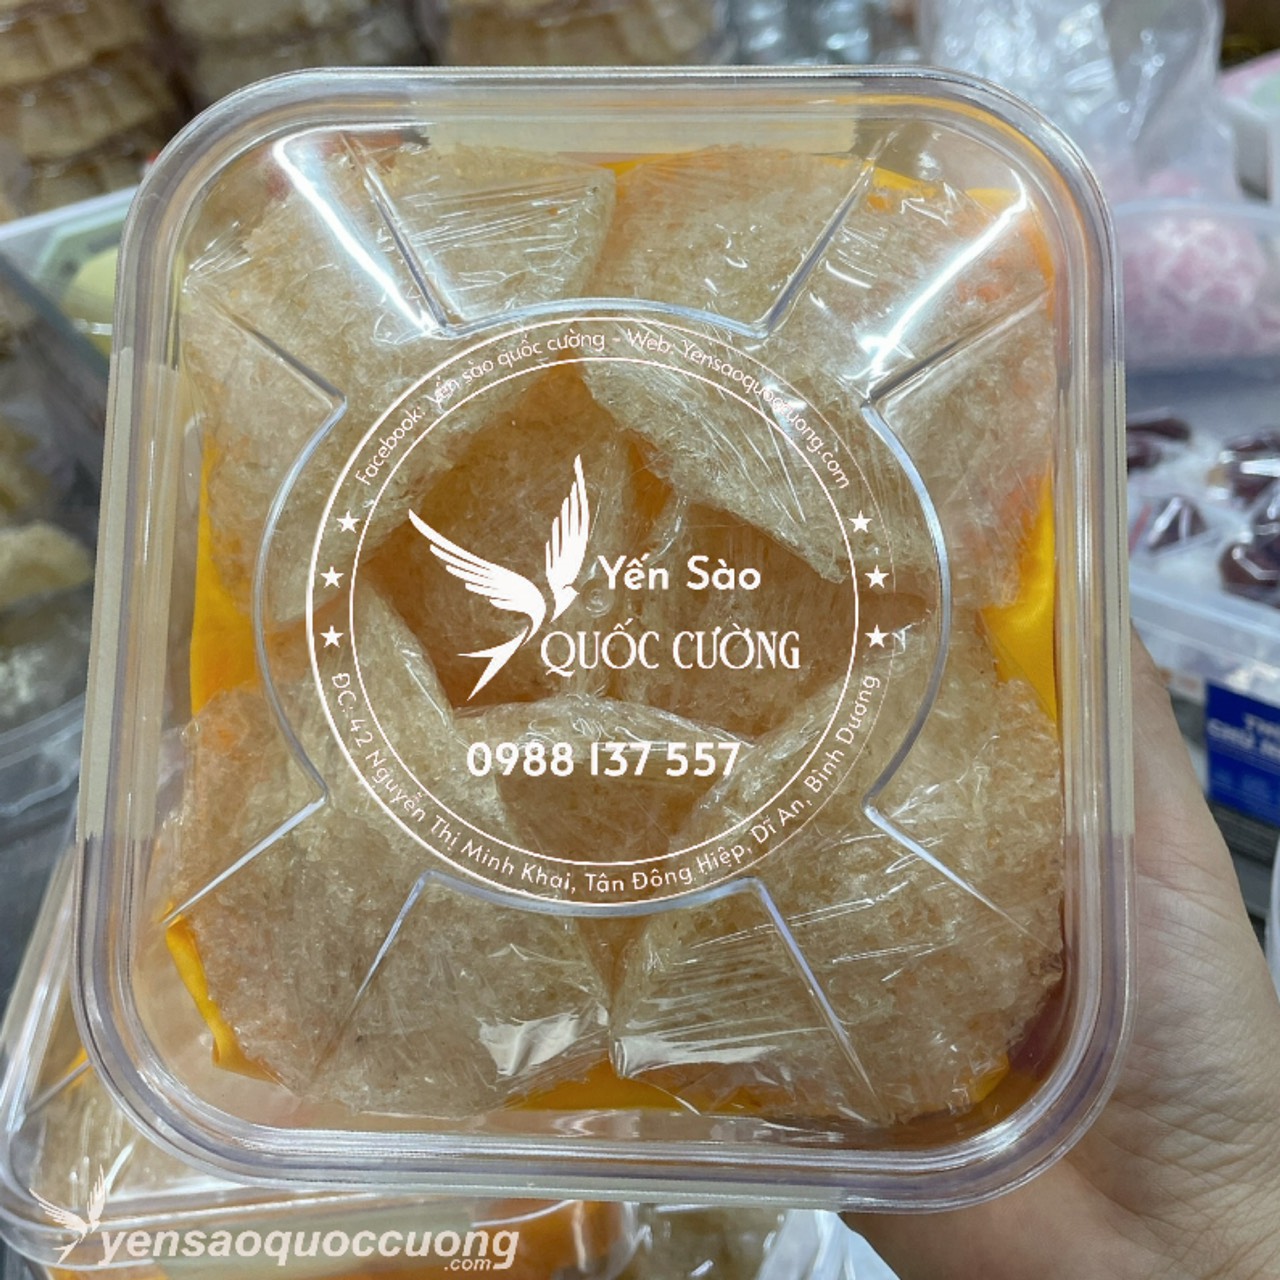 Facebook: Yến sào quốc cường - Web: Yensaoquoccuong.com
Yến Sào
QUỐC CƯỜNG
0988 137 557
ĐC: 42 Nguyễn Thị Minh Khai, Tân Đông Hiệp, Dĩ An, Bình Dương
yensaoquoccuong
.com